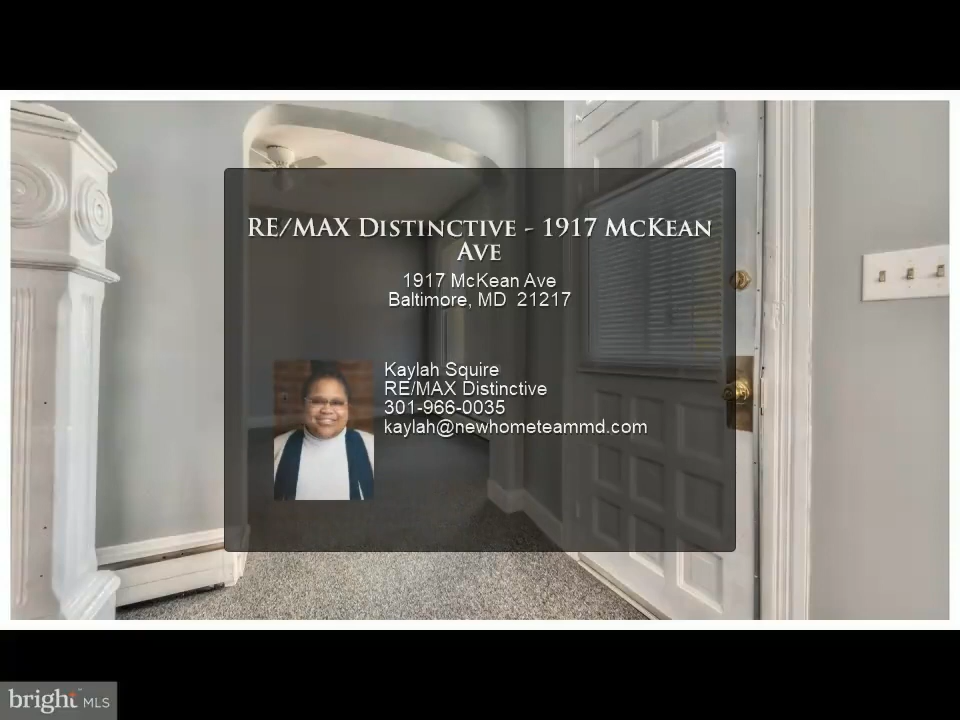 RE/MAX Distinctive - 1917 McKean
Ave
1917 McKean Ave
Baltimore, MD 21217
Kaylah Squire
RE/MAX Distinctive
301-966-0035
kaylah@newhometeammd.com
bright MLS